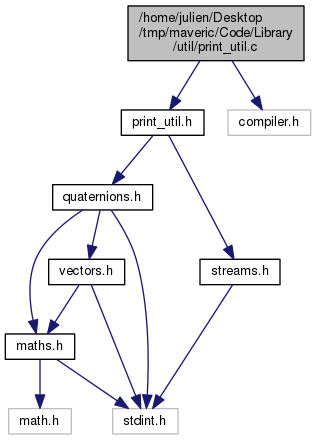 /home/julien/Desktop
/tmp/maveric/Code/Library
/util/print_util.c
print_util.h
compiler.h
quaternions.h
vectors.h
streams.h
maths.h
math.h
stdint.h